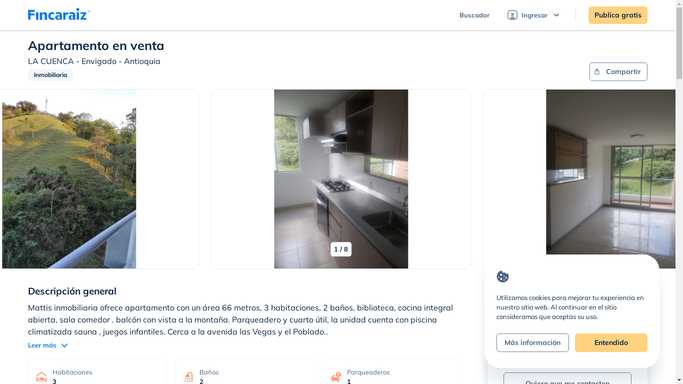 Fincaraiz
Buscador
Ingresar
Publica gratis
Apartamento en venta
LA CUENCA - Envigado - Antioquia
Inmobiliaria
Compartir
1 / 8
Descripción general
Mattis inmobiliaria ofrece apartamento con un área 66 metros, 3 habitaciones, 2 baños, biblioteca, cocina integral
abierta, sala comedor . balcón con vista a la montaña. Parqueadero y cuarto útil, la unidad cuenta con piscina
climatizada sauna , juegos infantiles. Cerca a la avenida las Vegas y el Poblado..
Leer más
Habitaciones
3
Baños
2
Parqueaderos
1
Utilizamos cookies para mejorar tu experiencia en
nuestro sitio web. Al continuar en el sitio
consideramos que aceptas su uso.
Más información
Entendido
Quiero que me contacten